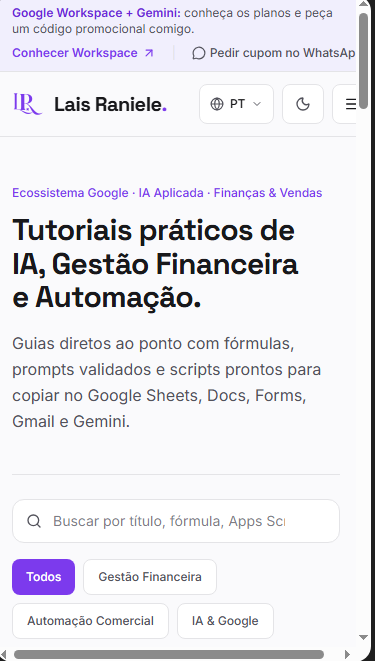 Google Workspace + Gemini: conheça os planos e peça
um código promocional comigo.
Conhecer Workspace
Pedir cupom no WhatsAp
LR Lais Raniele.
PT
Ecossistema Google · IA Aplicada · Finanças & Vendas
Tutoriais práticos de
IA, Gestão Financeira
e Automação.
Guias diretos ao ponto com fórmulas,
prompts validados e scripts prontos para
copiar no Google Sheets, Docs, Forms,
Gmail e Gemini.
Buscar por título, fórmula, Apps Scr
Todos
Gestão Financeira
Automação Comercial
IA & Google